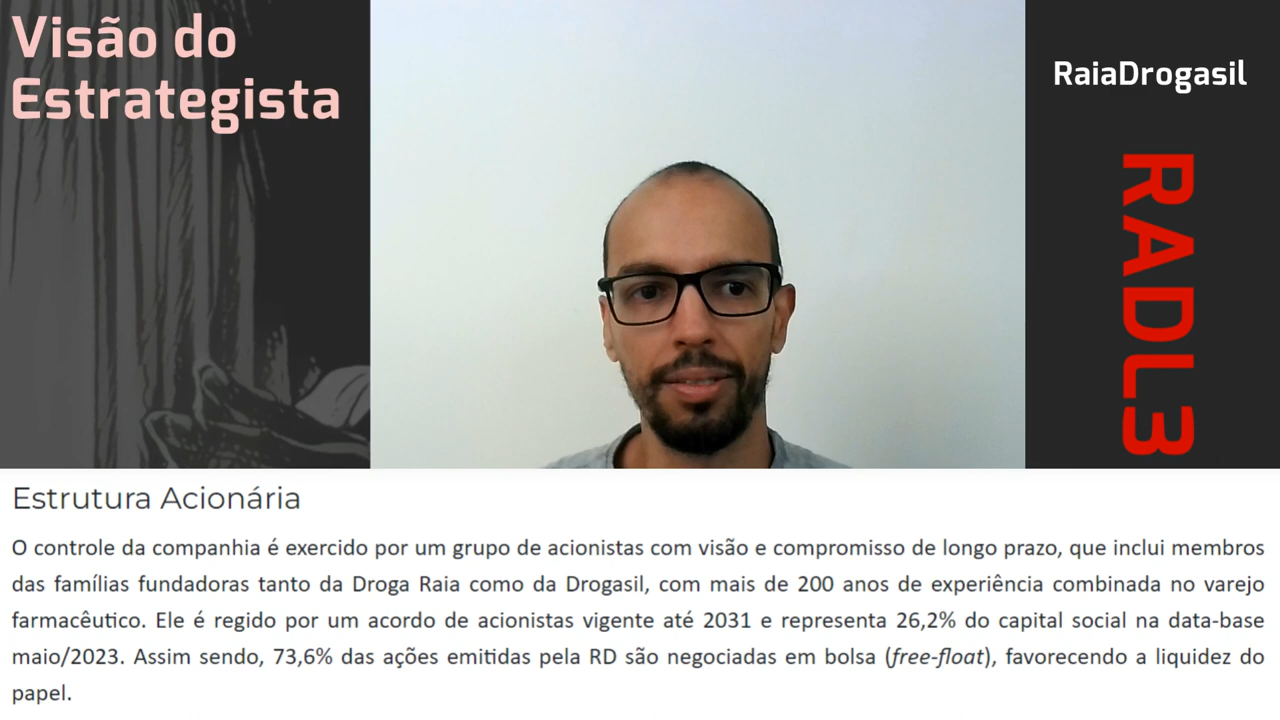 Visão do
Estrategista
RaiaDrogasil
RADL3
Estrutura Acionária
O controle da companhia é exercido por um grupo de acionistas com visão e compromisso de longo prazo, que inclui membros
das famílias fundadoras tanto da Droga Raia como da Drogasil, com mais de 200 anos de experiência combinada no varejo
farmacêutico. Ele é regido por um acordo de acionistas vigente até 2031 e representa 26,2% do capital social na data-base
maio/2023. Assim sendo, 73,6% das ações emitidas pela RD são negociadas em bolsa (free-float), favorecendo a liquidez do
papel.